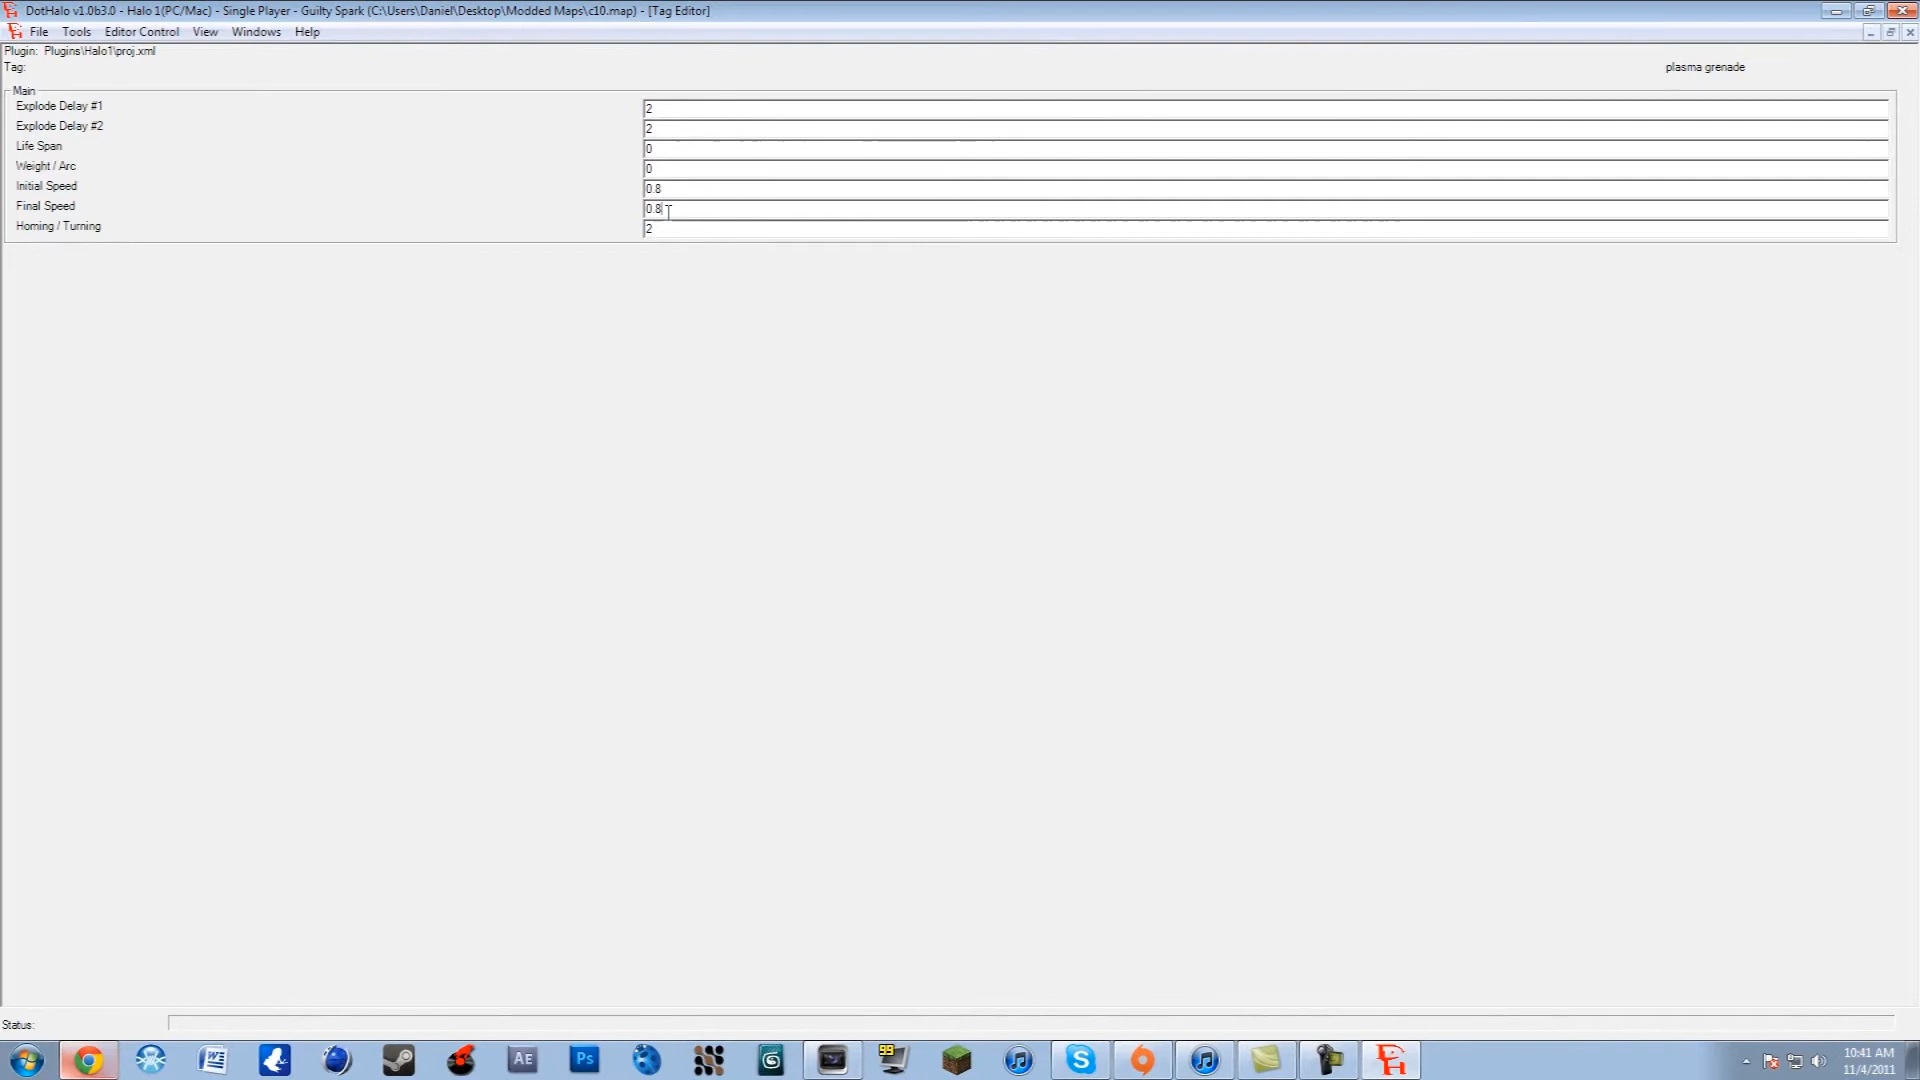 DotHalo v1.0b3.0 - Halo 1(PC/Mac) - Single Player - Guilty Spark (C:\Users\Daniel\Desktop\Modded Maps\c10.map) - [Tag Editor]
File Tools Editor Control View Windows Help
Plugin: Plugins\Halo1\proj.xml
Tag: plasma grenade
Main
Explode Delay #1 2
Explode Delay #2 2
Life Span 0
Weight / Arc 0
Initial Speed 0.8
Final Speed 0.8
Homing / Turning 2
Status:
AE Ps 99
10:41 AM
11/4/2011